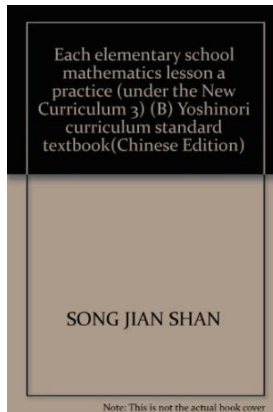 Each elementary school
mathematics lesson a
practice (under the New
Curriculum 3) (B) Yoshinori
curriculum standard
textbook(Chinese Edition)
SONG JIAN SHAN
Note: This is not the actual book cover